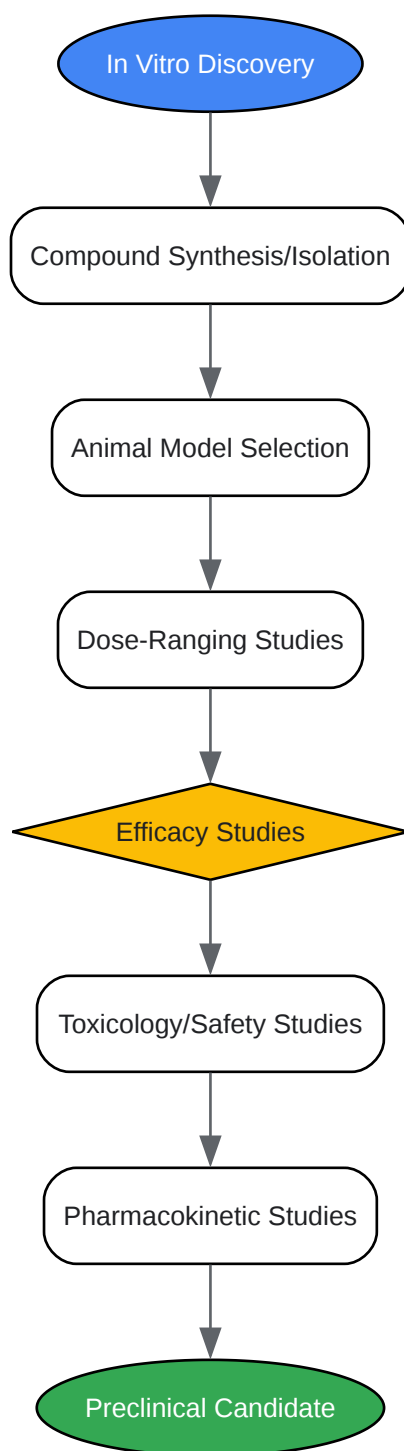 In Vitro Discovery
Compound Synthesis/Isolation
Animal Model Selection
Dose-Ranging Studies
Efficacy Studies
Toxicology/Safety Studies
Pharmacokinetic Studies
Preclinical Candidate